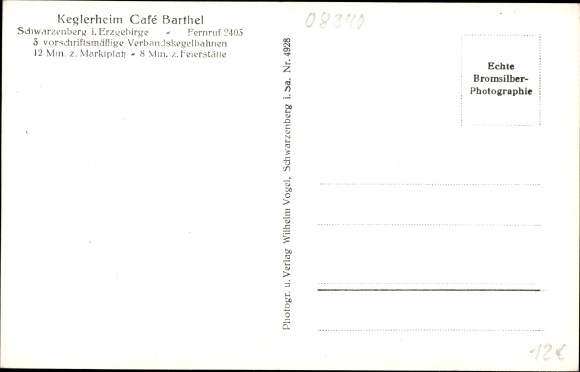 Keglerheim Café Barthel
Schwarzenberg i. Erzgebirge - Fernruf 2403
3 vorschriftsmäßige Verbandskegelbahnen
12 Min. z. Marktplatz - 8 Min. z. Feierstätte
Photogr. u. Verlag Wilhelm Vogel, Schwarzenberg i. Sa. Nr. 4928
08340
Echte
Bromsilber-
Photographie
12€